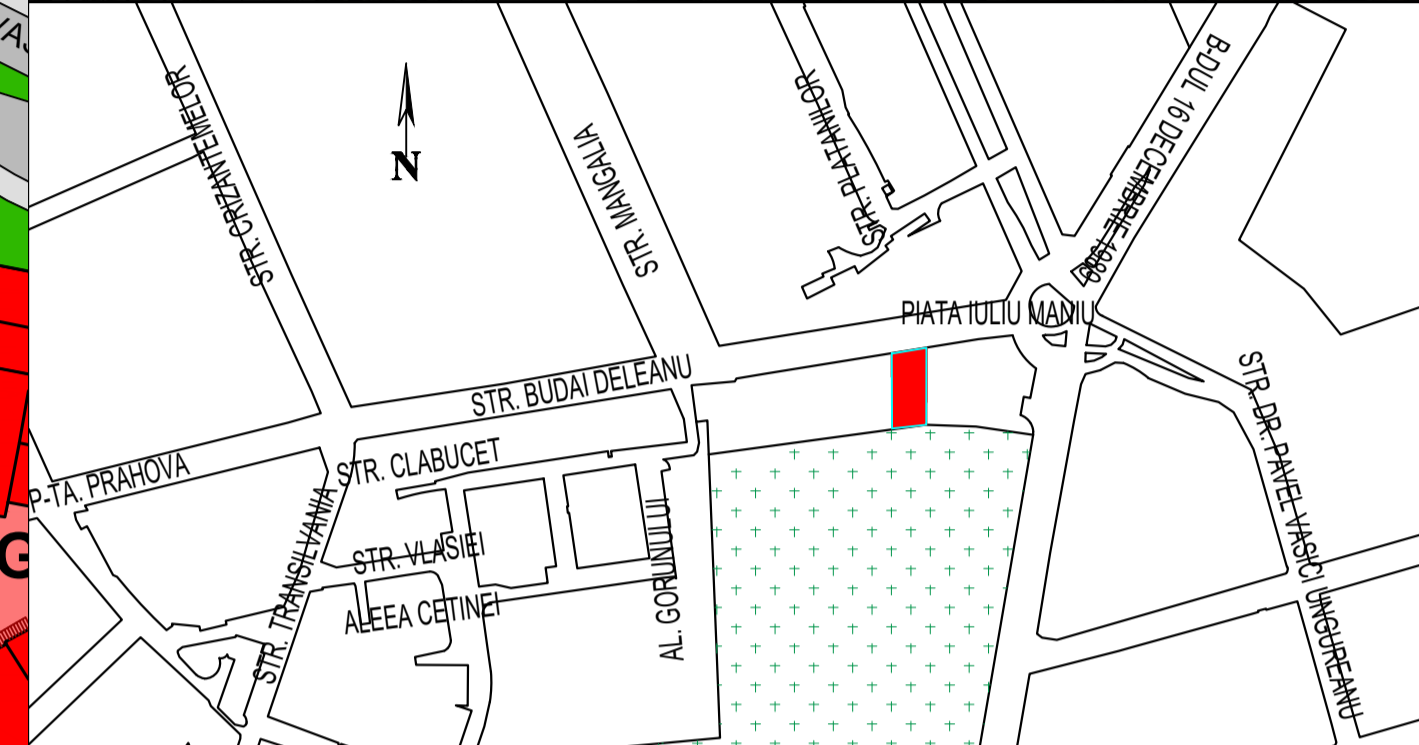 STR. CRIZANTEMELOR
N
STR. MANGALIA
STR. PLATANILOR
B-DUL 16 DECEMBRIE 1989
PIATA IULIU MANIU
STR. BUDAI DELEANU
STR. DR. PAVEL VASICI UNGUREANU
STR. CLABUCET
P-TA. PRAHOVA
STR. TRANSILVANIA
STR. VLASIEI
AL. GORUNULUI
ALEEA CETINEI
G